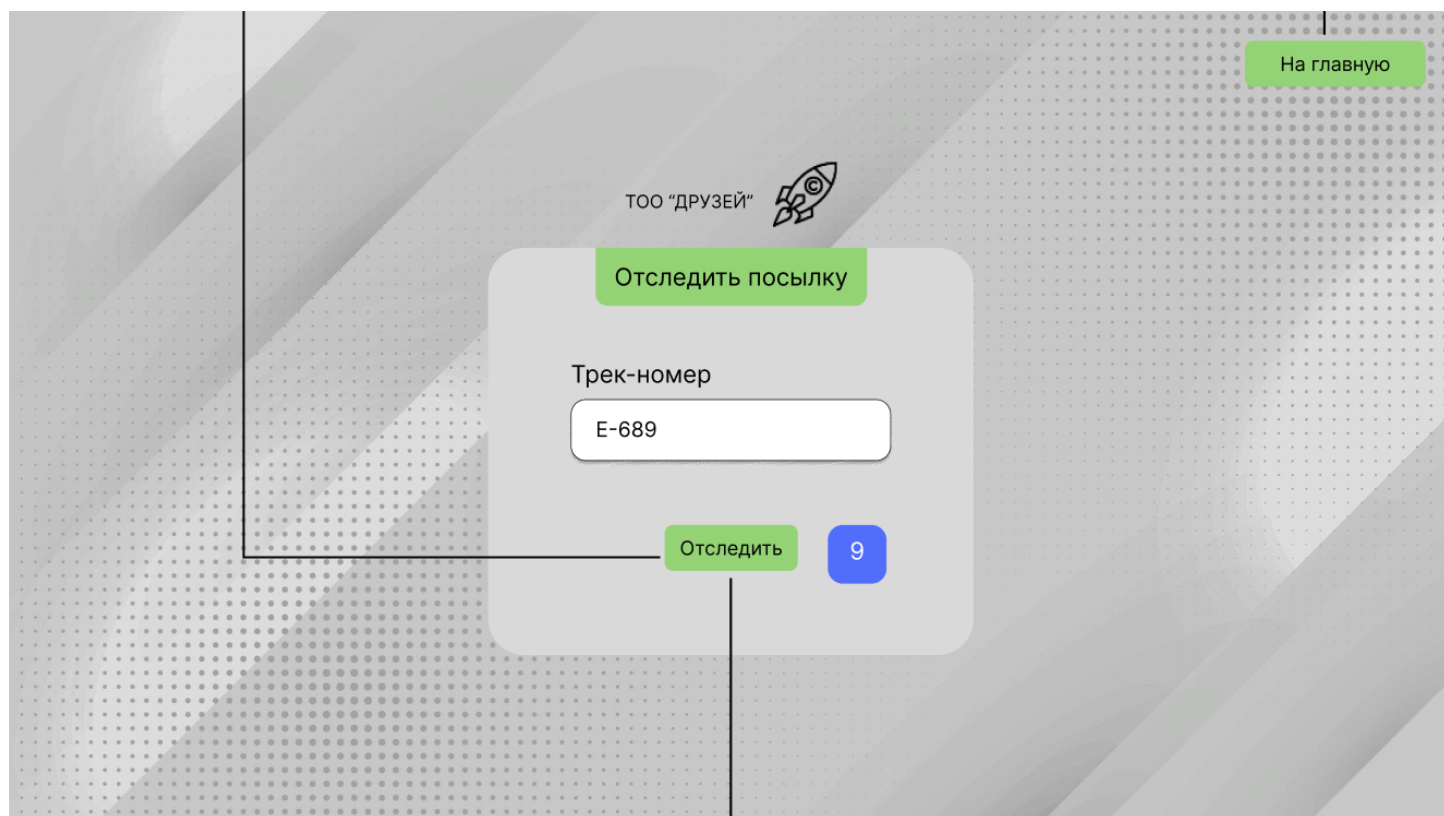 На главную
ТОО “ДРУЗЕЙ”
©
Отследить посылку
Трек-номер
E-689
Отследить
9